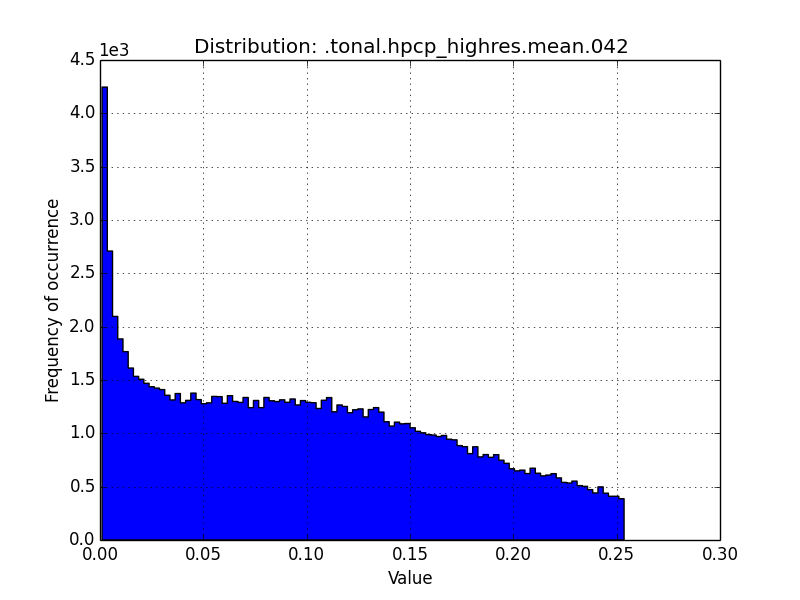 1e3
Distribution: .tonal.hpcp_highres.mean.042
4.5
4.0
3.5
3.0
2.5
2.0
1.5
1.0
0.5
0.0
Frequency of occurrence
0.00 0.05 0.10 0.15 0.20 0.25 0.30
Value